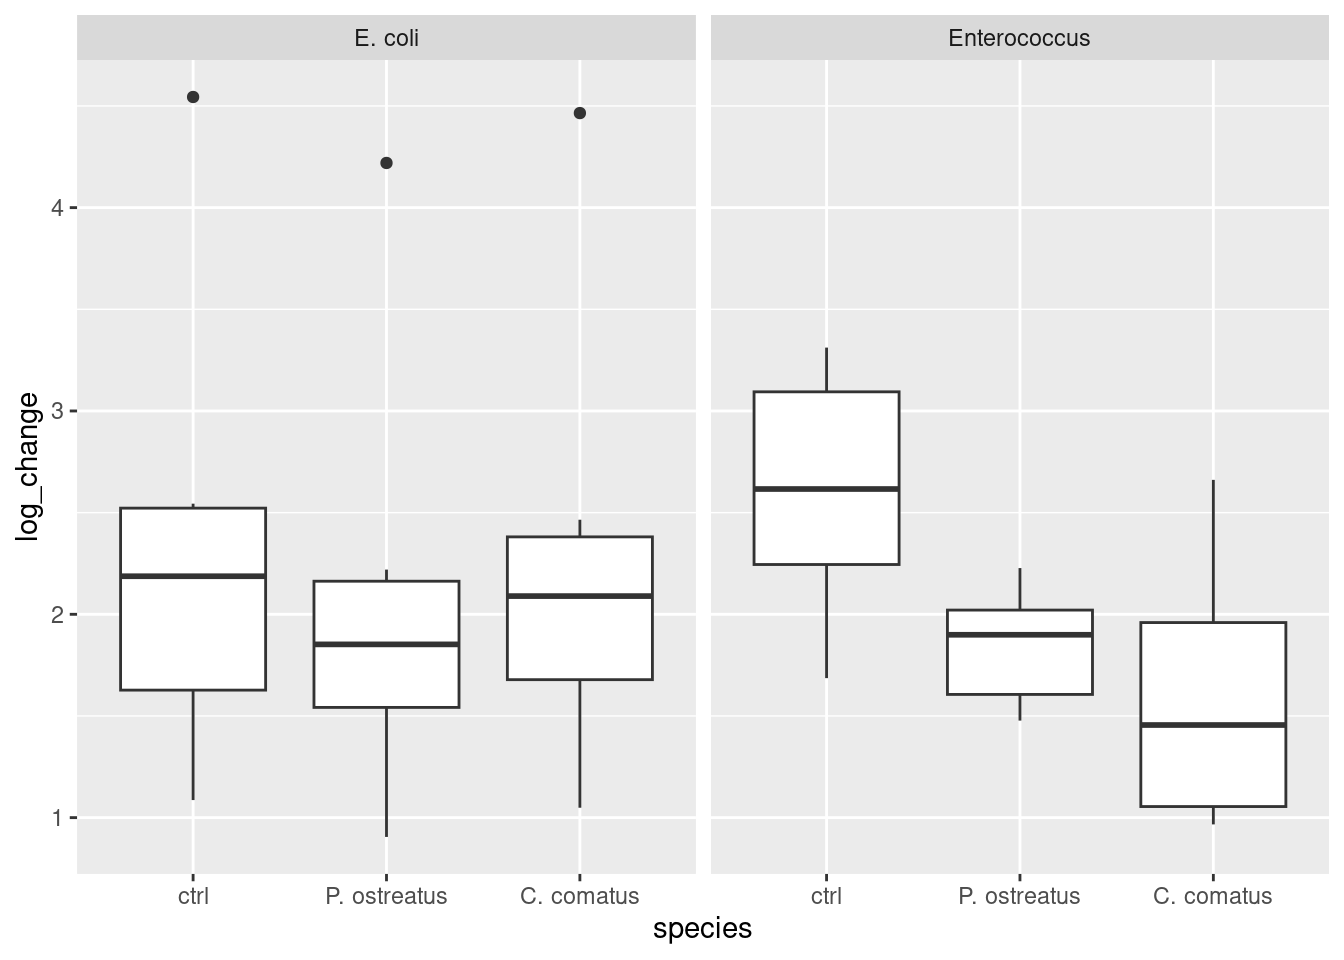 E. coli
Enterococcus
log_change
4
3
2
1
ctrl
P. ostreatus
C. comatus
ctrl
P. ostreatus
C. comatus
species